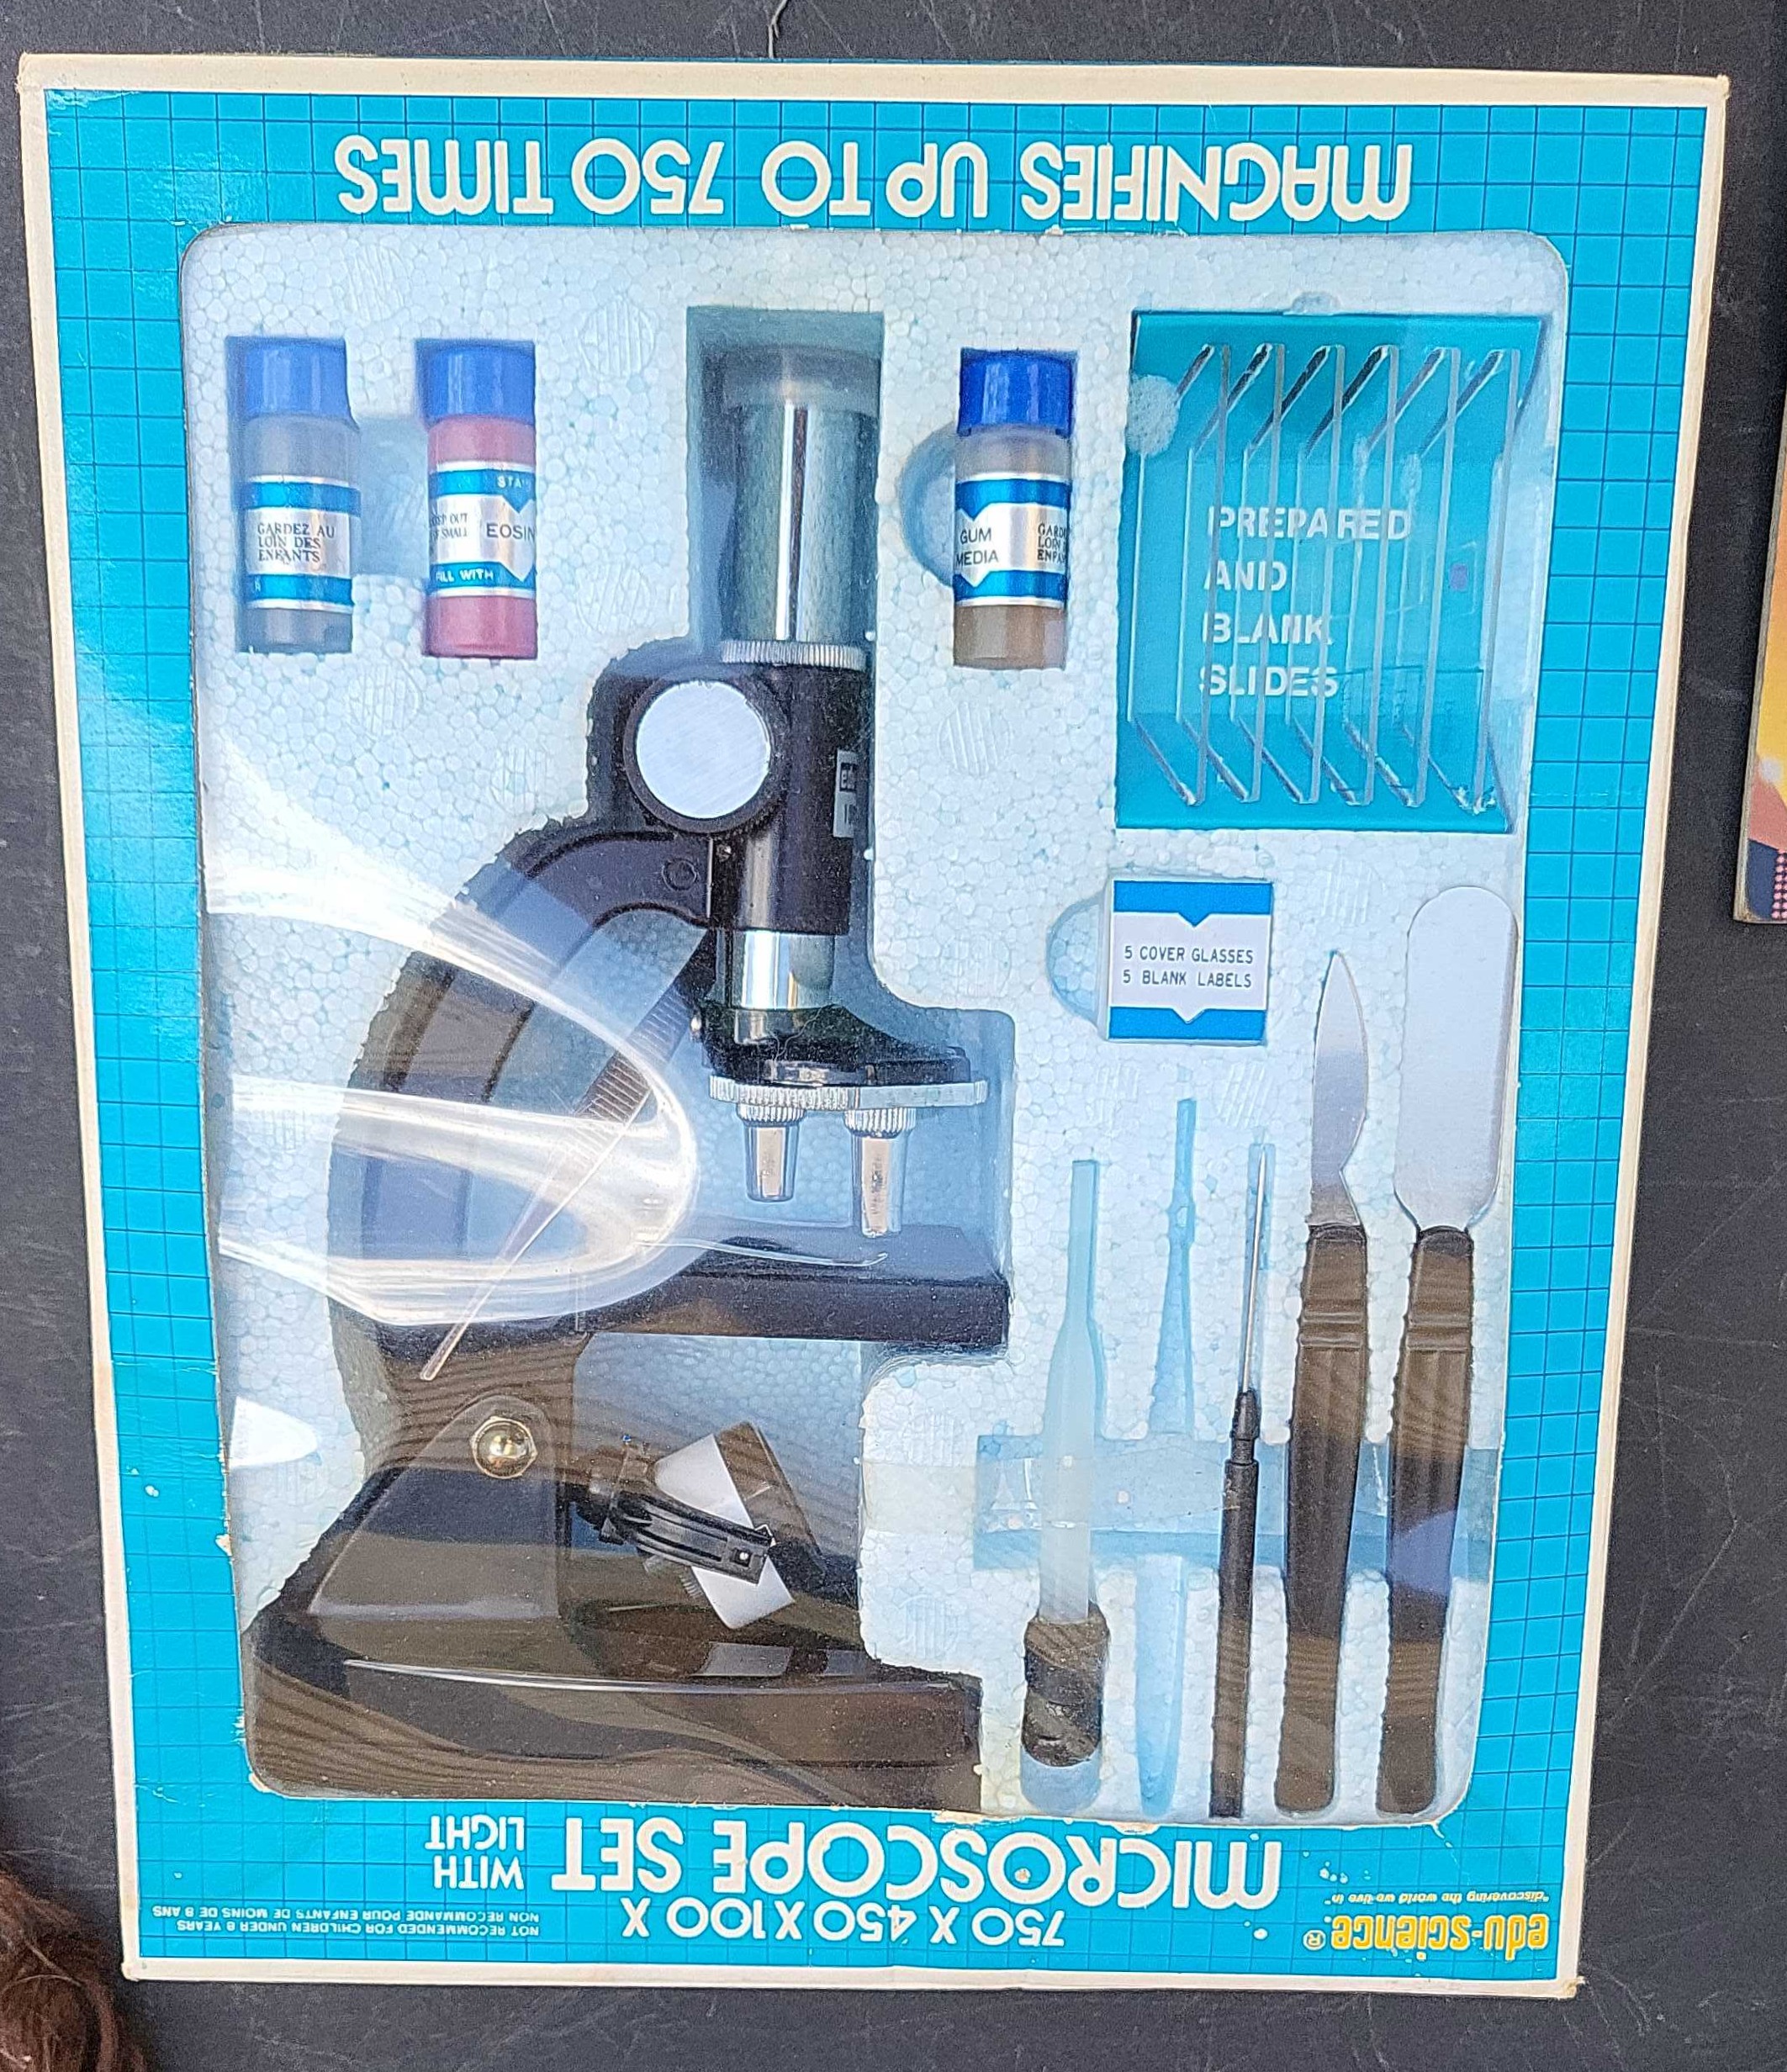 edu-science®
"discovering the world we live in"
750 X 450 X 100 X
MICROSCOPE SET
WITH
LIGHT
NOT RECOMMENDED FOR CHILDREN UNDER 8 YEARS
NON RECOMMANDE POUR ENFANTS DE MOINS DE 8 ANS
MAGNIFIES UP TO 750 TIMES
GARDEZ AU
LOIN DES
ENFANTS
OUT
SMALL
EOSIN
WITH
GUM
MEDIA
PREPARED
AND
BLANK
SLIDES
5 COVER GLASSES
5 BLANK LABELS